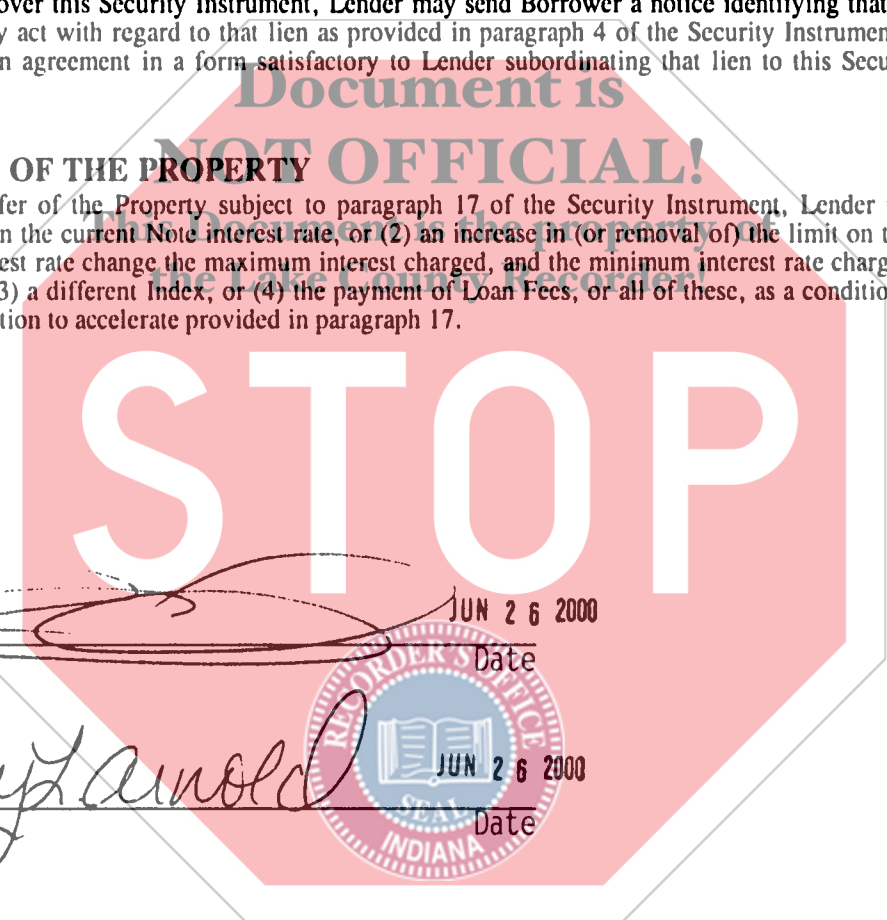 over this Security Instrument, Lender may send Borrower a notice identifying that
y act with regard to that lien as provided in paragraph 4 of the Security Instrumen
n agreement in a form satisfactory to Lender subordinating that lien to this Secu
Document is
NOT OFFICIAL!
OF THE PROPERTY
fer of the Property subject to paragraph 17 of the Security Instrument, Lender
This Document is the property of
n the current Note interest rate, or (2) an increase in (or removal of) the limit on t
est rate change the maximum interest charged, and the minimum interest rate charg
the Lake County Recorder!
3) a different Index, or (4) the payment of Loan Fees, or all of these, as a conditio
tion to accelerate provided in paragraph 17.
STOP
JUN 26 2000
Date
RECORDER'S OFFICE
y L Arnold
JUN 26 2000
SEAL
Date
INDIANA